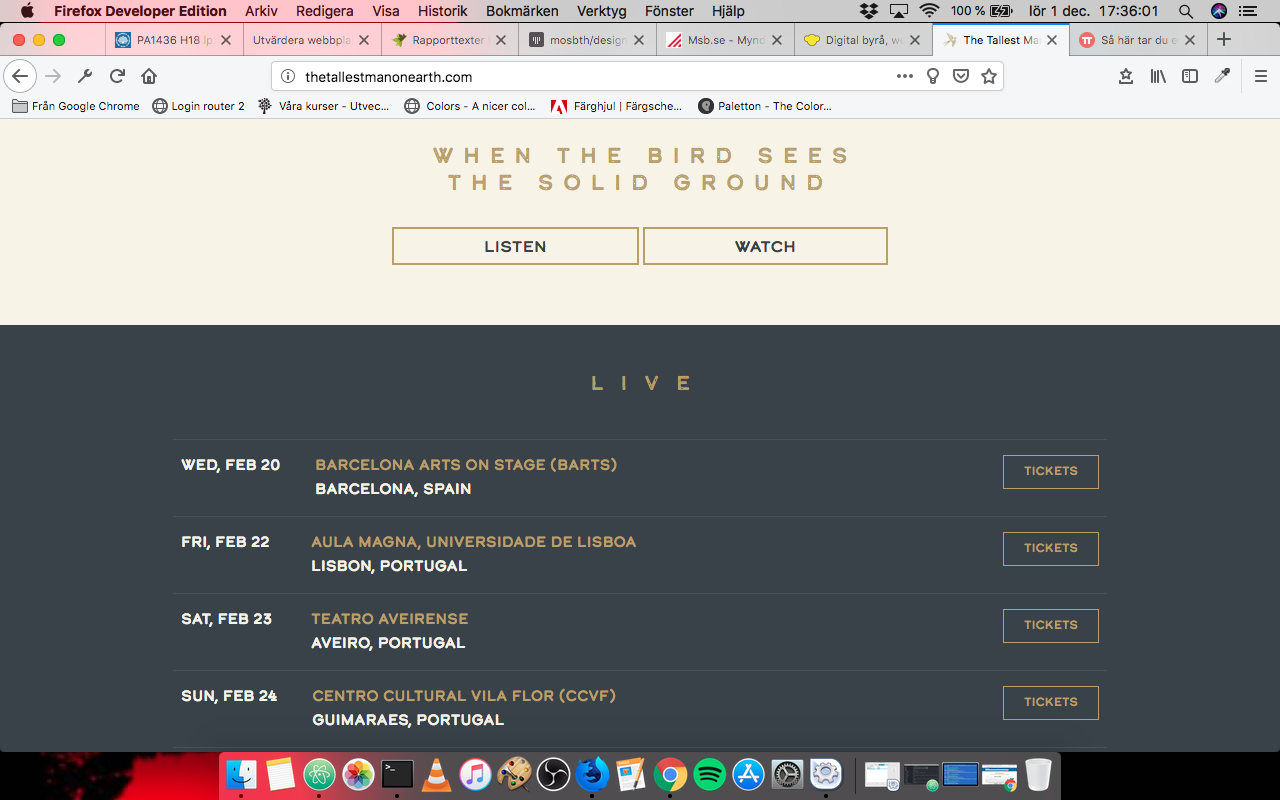 Firefox Developer Edition Arkiv Redigera Visa Historik Bokmärken Verktyg Fönster Hjälp 100 % lör 1 dec. 17:36:01
PA1436 H18 Utvärdera webbpla Rapporttexter mosbth/design Msb.se - Mynd Digital byrå, we The Tallest Ma Så här tar du e
thetallestmanonearth.com
Från Google Chrome Login router 2 Våra kurser - Utvec... Colors - A nicer col... Färghjul | Färgsche... Paletton - The Color...
WHEN THE BIRD SEES
THE SOLID GROUND
LISTEN WATCH
LIVE
WED, FEB 20 BARCELONA ARTS ON STAGE (BARTS) TICKETS
BARCELONA, SPAIN
FRI, FEB 22 AULA MAGNA, UNIVERSIDADE DE LISBOA TICKETS
LISBON, PORTUGAL
SAT, FEB 23 TEATRO AVEIRENSE TICKETS
AVEIRO, PORTUGAL
SUN, FEB 24 CENTRO CULTURAL VILA FLOR (CCVF) TICKETS
GUIMARAES, PORTUGAL